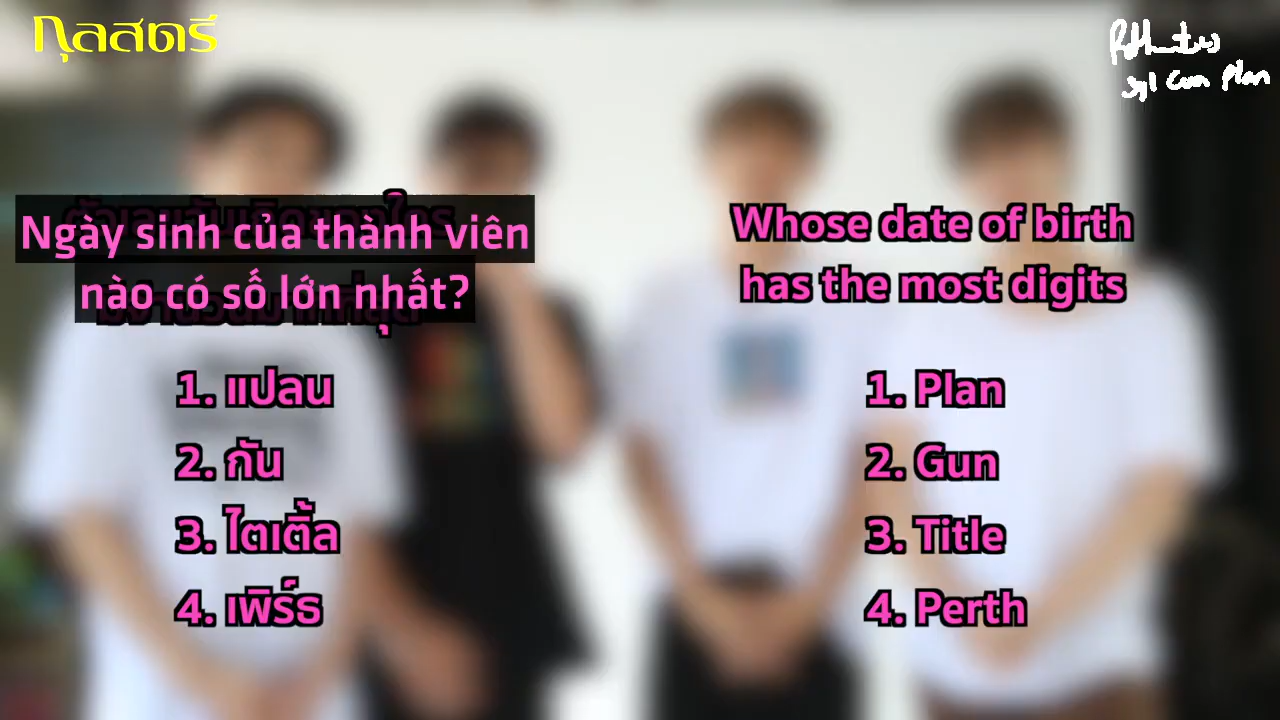 กุลสตรี
Ngày sinh của thành viên
nào có số lớn nhất?
1. แปลน
2. กัน
3. ไตเติ้ล
4. เพิร์ธ
Whose date of birth
has the most digits
1. Plan
2. Gun
3. Title
4. Perth
Plan